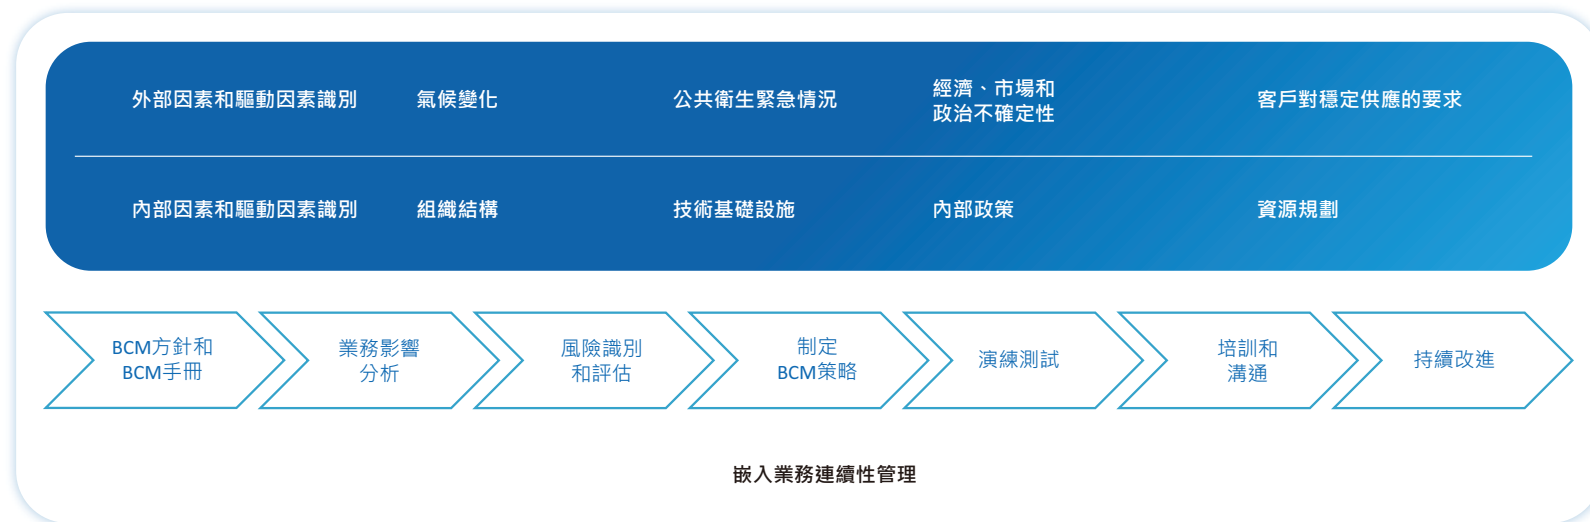 外部因素和驅動因素識別
氣候變化
公共衛生緊急情況
經濟、市場和
政治不確定性
客戶對穩定供應的要求
內部因素和驅動因素識別
組織結構
技術基礎設施
內部政策
資源規劃
BCM方針和
BCM手冊
業務影響
分析
風險識別
和評估
制定
BCM策略
演練測試
培訓和
溝通
持續改進
嵌入業務連續性管理